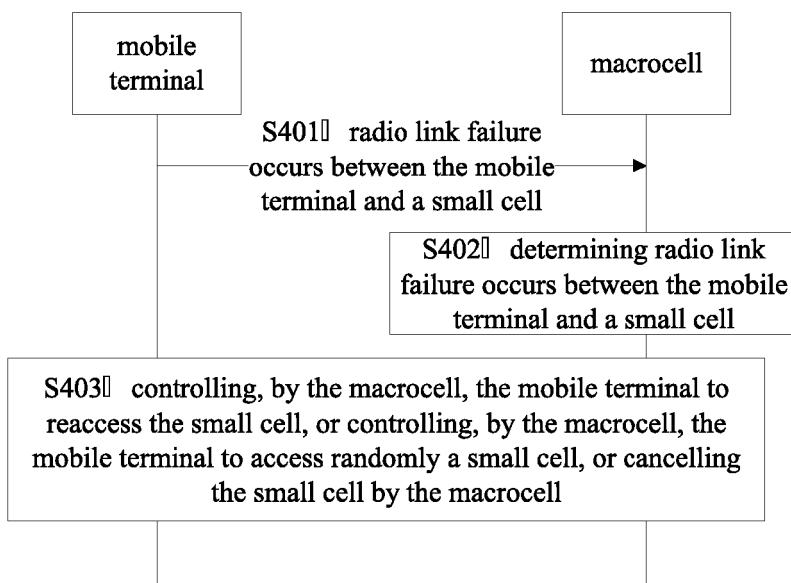 mobile
terminal
macrocell
S401▯ radio link failure
occurs between the mobile
terminal and a small cell
S402▯ determining radio link
failure occurs between the mobile
terminal and a small cell
S403▯ controlling, by the macrocell, the mobile terminal to
reaccess the small cell, or controlling, by the macrocell, the
mobile terminal to access randomly a small cell, or cancelling
the small cell by the macrocell